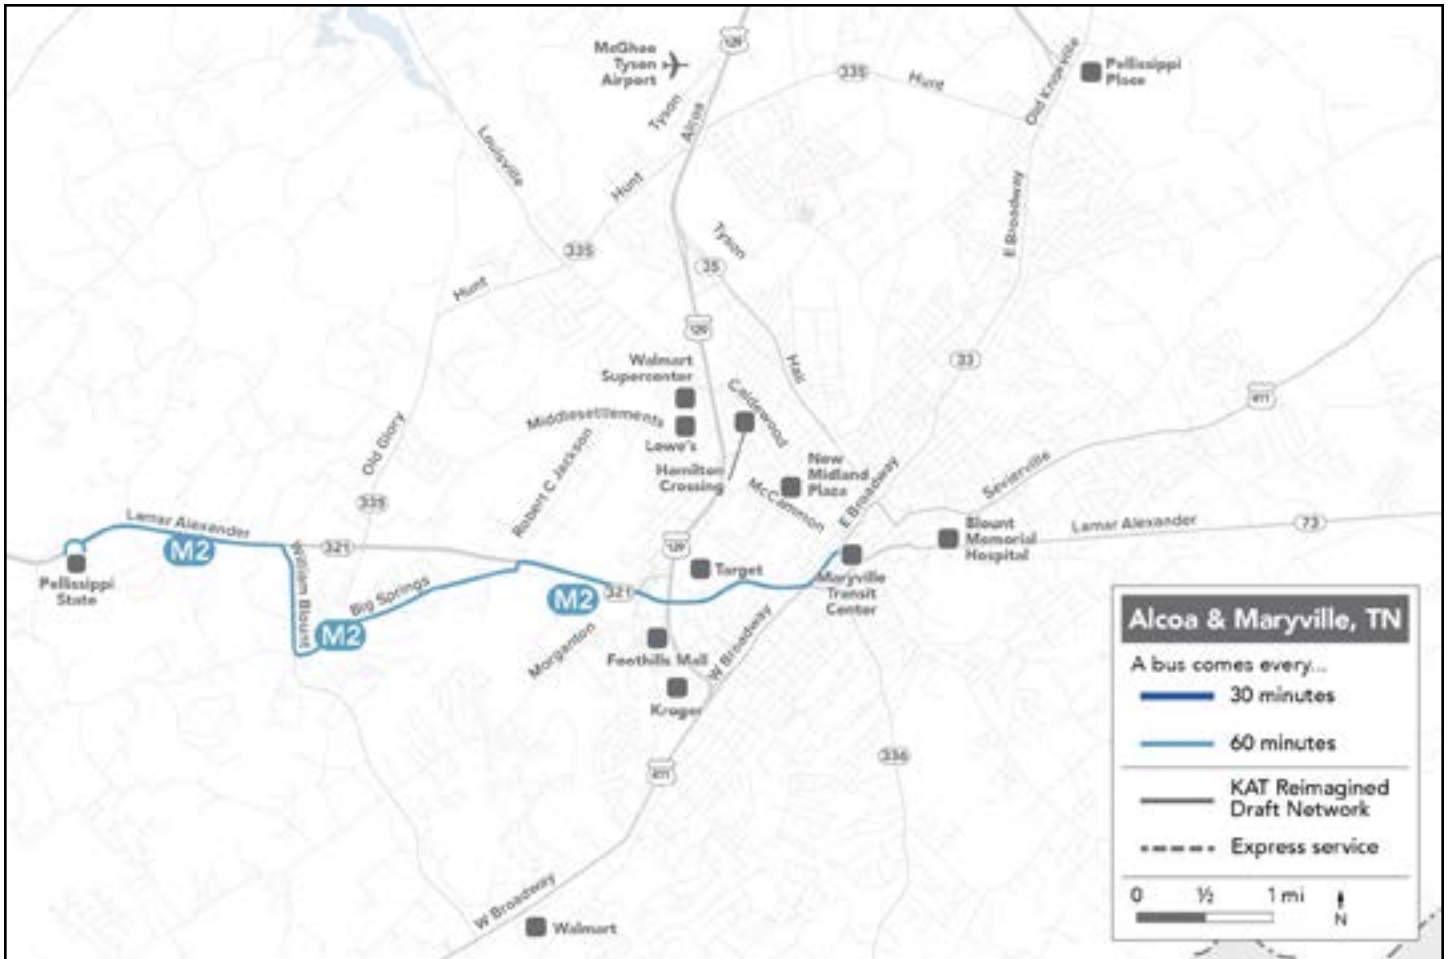 McGhee
Tyson
Airport
129
335
Hunt
Old Knoxville
Pellissippi
Place
Tyson
Alcoa
Louisville
Hunt
E Broadway
335
Tyson
35
Hunt
129
Hall
33
Walmart
Supercenter
Calderwood
411
Middlesettlements
Old Glory
Robert C Jackson
Lowe's
Hamilton
Crossing
New
Midland
Plaza
McCammon
E Broadway
Sevierville
335
Lamar Alexander
M2
321
129
Blount
Memorial
Hospital
Lamar Alexander
73
Pellissippi
State
William Blount
Big Springs
M2
M2
321
Target
Maryville
Transit
Center
Morganton
Foothills Mall
W Broadway
Kroger
411
336
W Broadway
Walmart
Alcoa & Maryville, TN
A bus comes every...
30 minutes
60 minutes
KAT Reimagined
Draft Network
Express service
0 ½ 1 mi
N